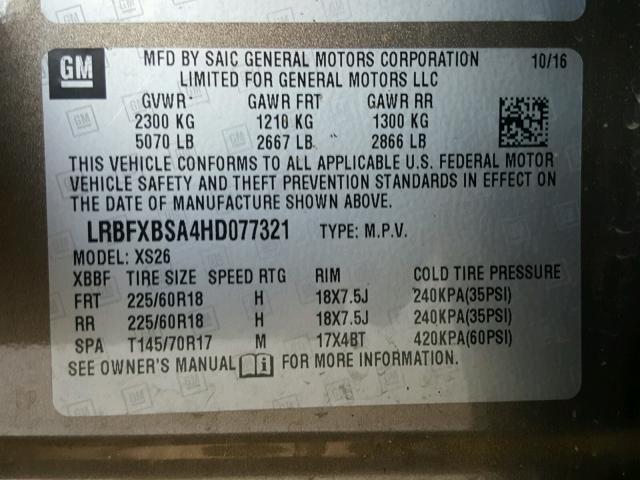 GM
MFD BY SAIC GENERAL MOTORS CORPORATION 10/16
LIMITED FOR GENERAL MOTORS LLC
GVWR GAWR FRT GAWR RR
2300 KG 1210 KG 1300 KG
5070 LB 2667 LB 2866 LB
THIS VEHICLE CONFORMS TO ALL APPLICABLE U.S. FEDERAL MOTOR
VEHICLE SAFETY AND THEFT PREVENTION STANDARDS IN EFFECT ON
THE DATE OF MANUFACTURE SHOWN ABOVE.
LRBFXBSA4HD077321 TYPE: M.P.V.
MODEL: XS26
XBBF TIRE SIZE SPEED RTG RIM COLD TIRE PRESSURE
FRT 225/60R18 H 18X7.5J 240KPA(35PSI)
RR 225/60R18 H 18X7.5J 240KPA(35PSI)
SPA T145/70R17 M 17X4BT 420KPA(60PSI)
SEE OWNER'S MANUAL FOR MORE INFORMATION.